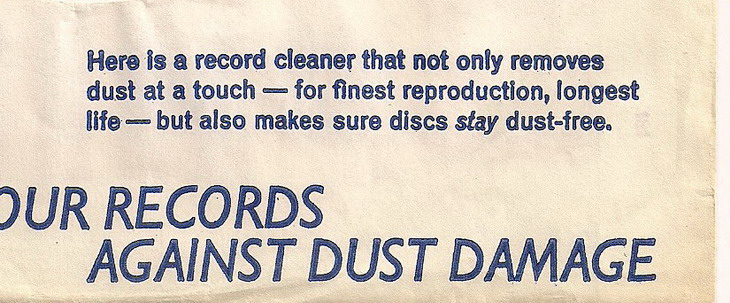 Here is a record cleaner that not only removes
dust at a touch — for finest reproduction, longest
life — but also makes sure discs stay dust-free.
OUR RECORDS
AGAINST DUST DAMAGE